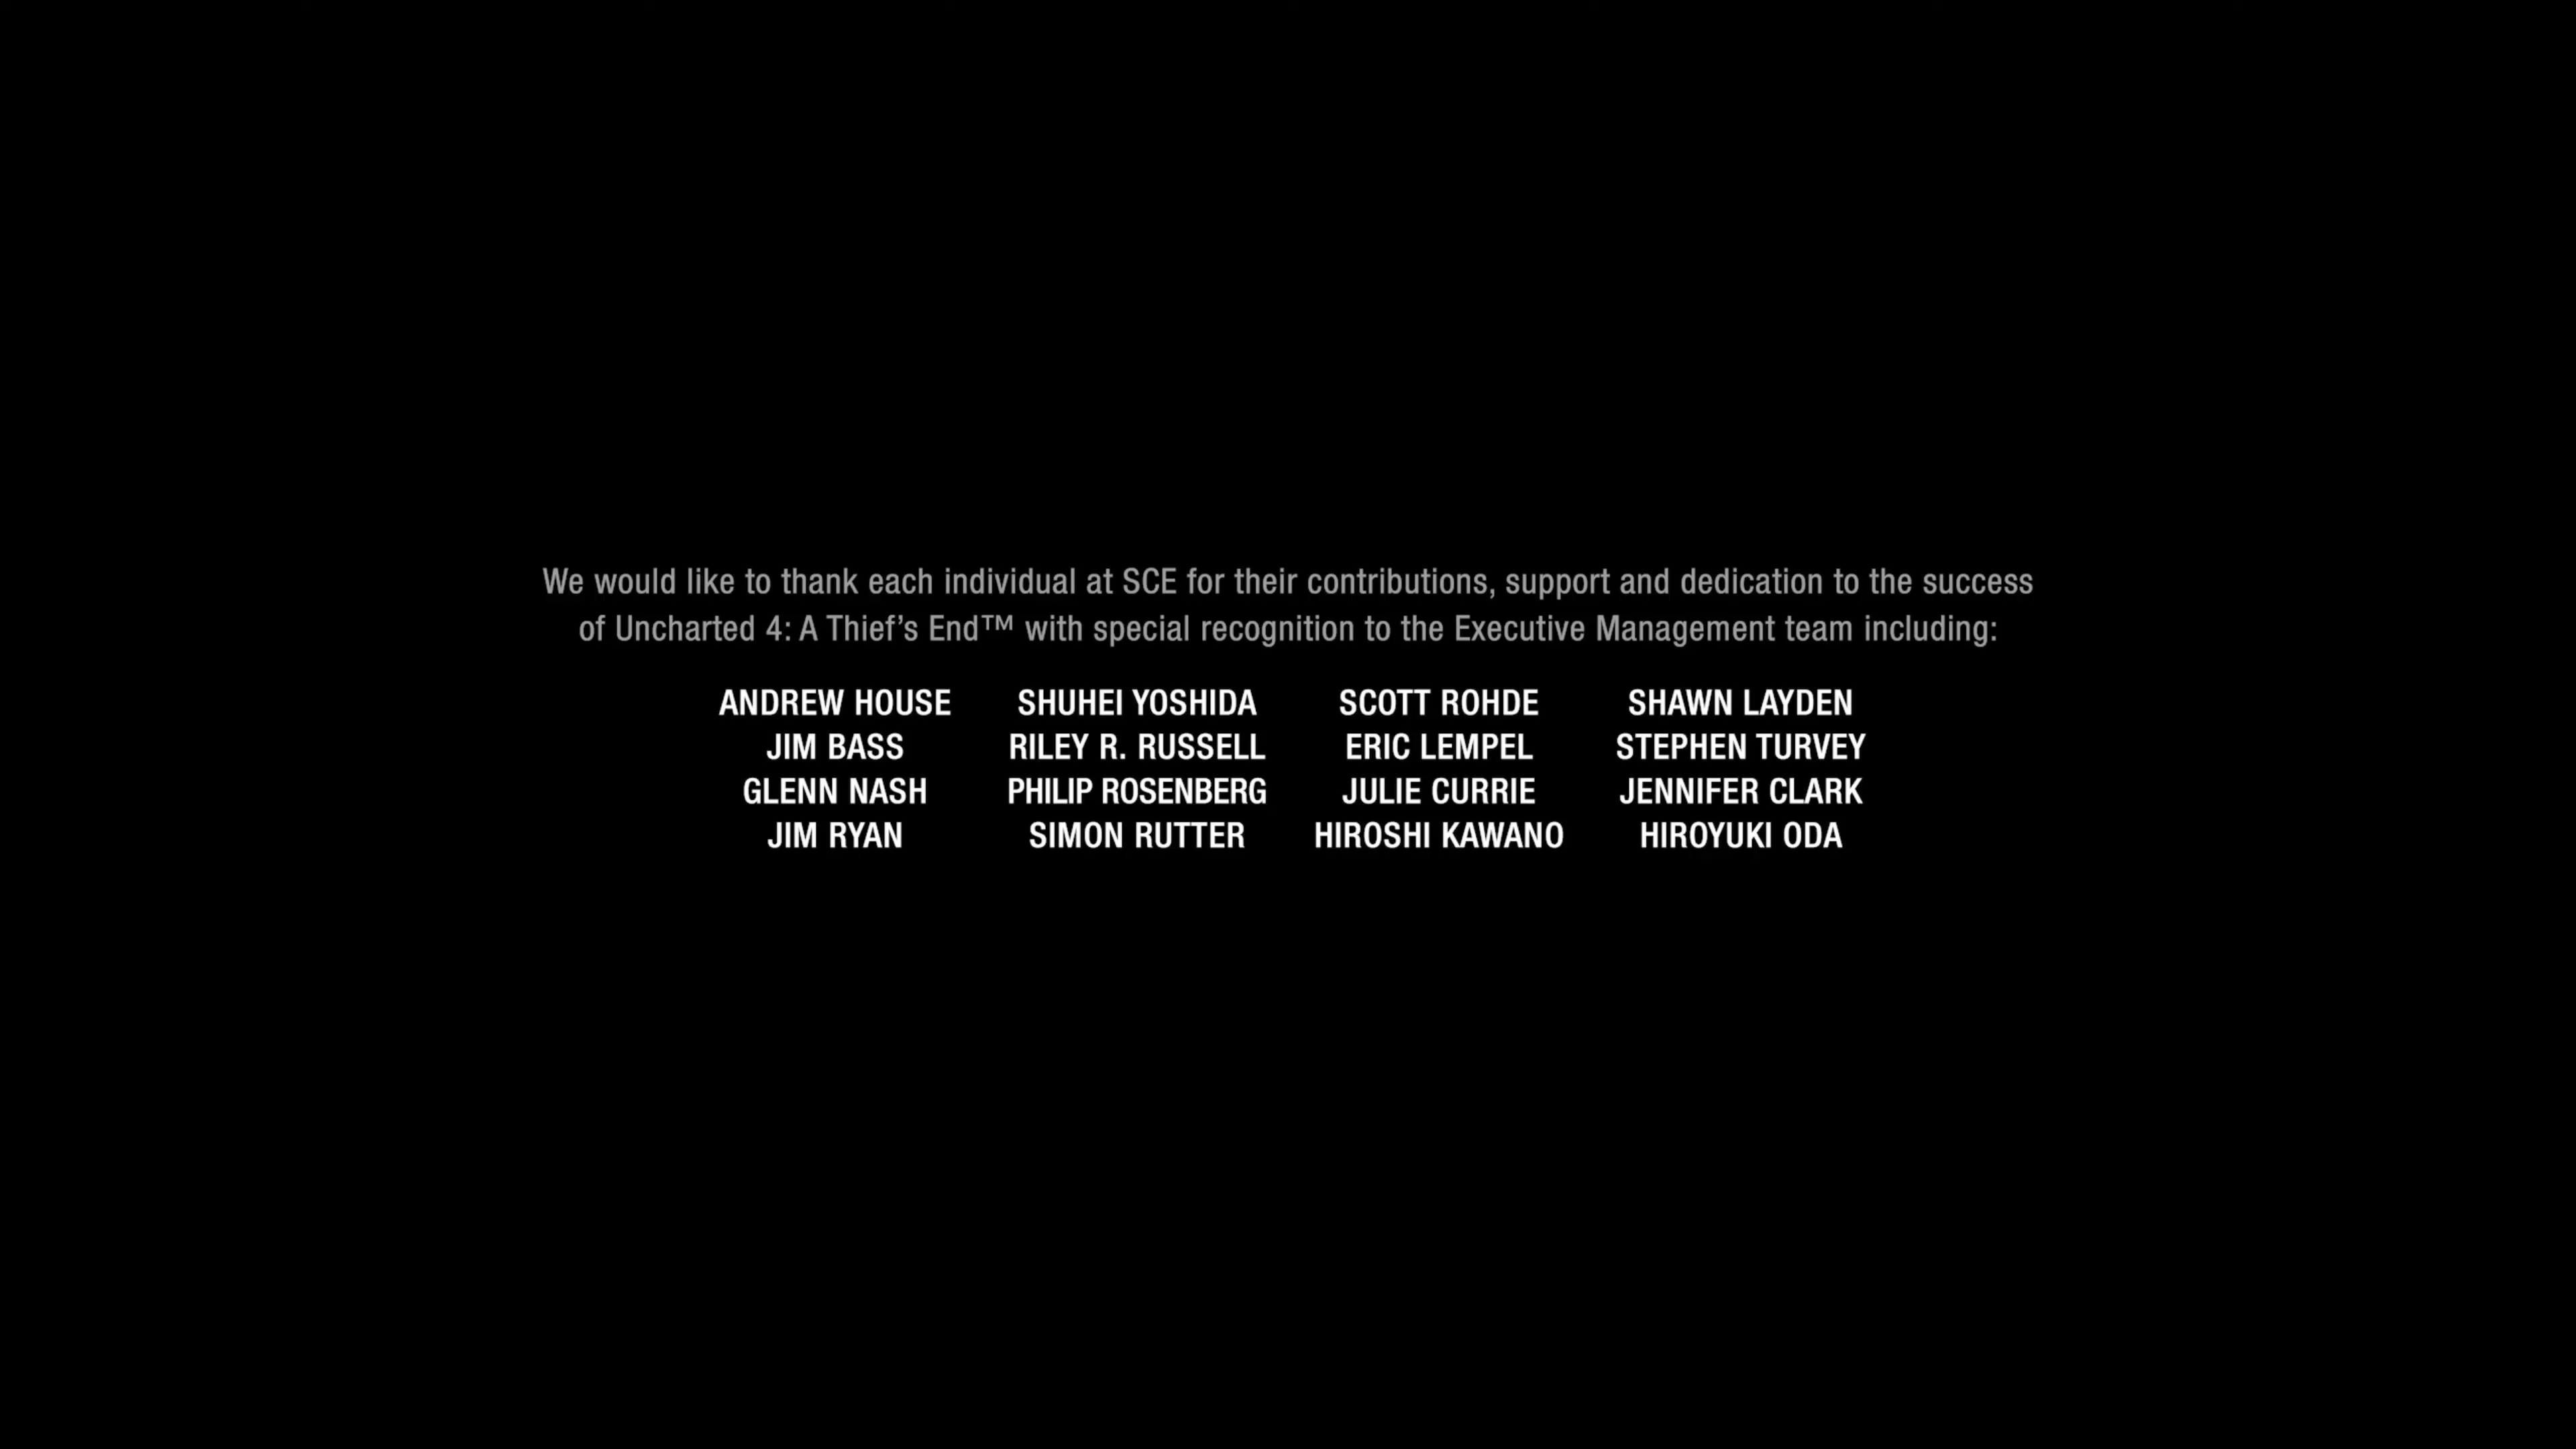 We would like to thank each individual at SCE for their contributions, support and dedication to the success
of Uncharted 4: A Thief’s End™ with special recognition to the Executive Management team including:
ANDREW HOUSE SHUHEI YOSHIDA SCOTT ROHDE SHAWN LAYDEN
JIM BASS RILEY R. RUSSELL ERIC LEMPEL STEPHEN TURVEY
GLENN NASH PHILIP ROSENBERG JULIE CURRIE JENNIFER CLARK
JIM RYAN SIMON RUTTER HIROSHI KAWANO HIROYUKI ODA